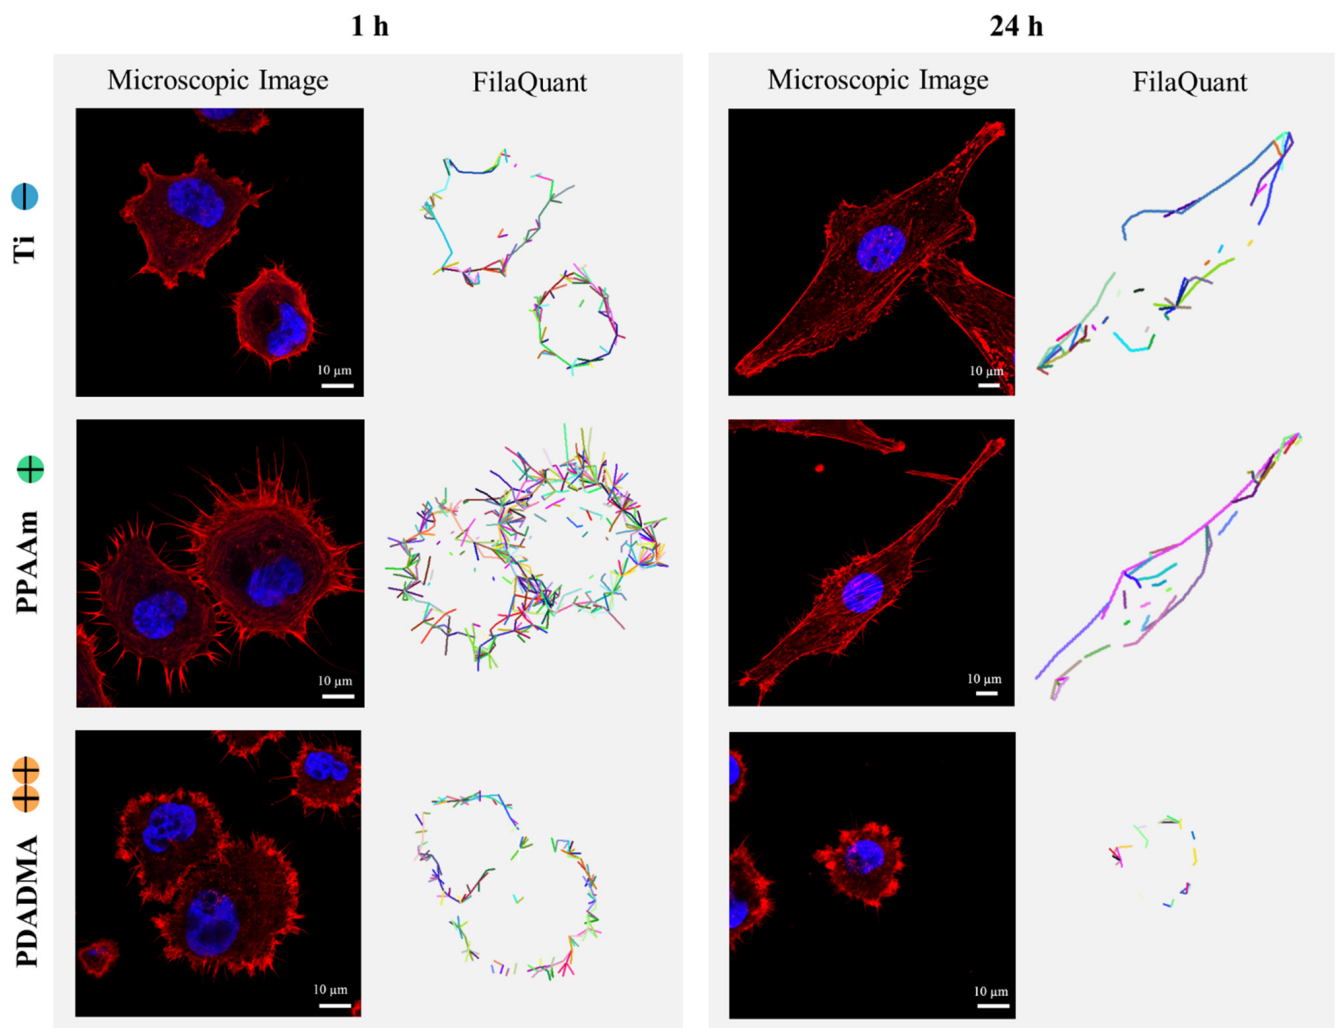 1 h
24 h
Microscopic Image
FilaQuant
Microscopic Image
FilaQuant
Ti
10 µm
10 µm
PPAAm
10 µm
10 µm
PDADMA
10 µm
10 µm